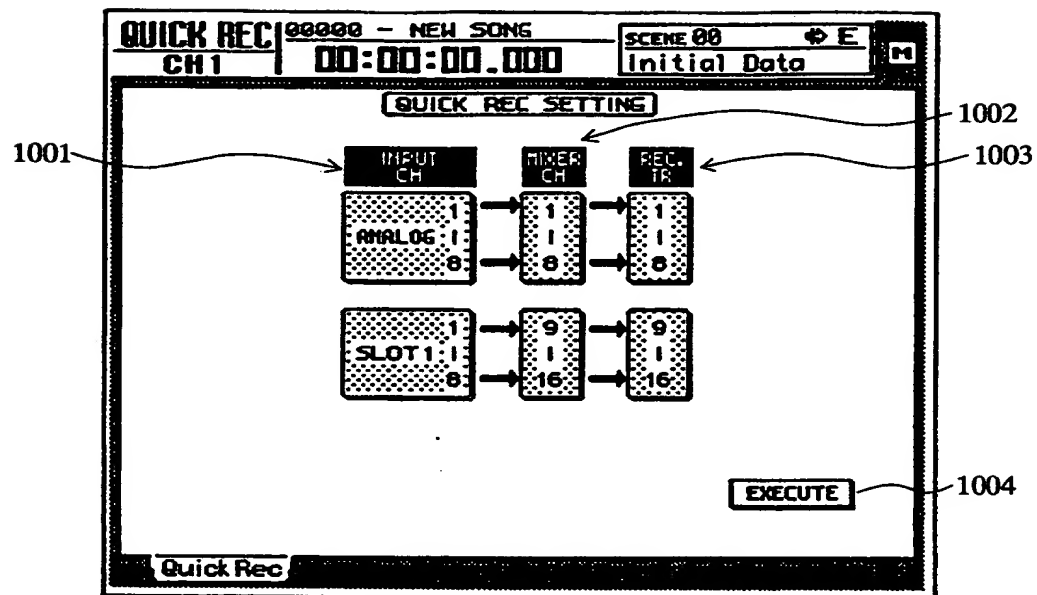 QUICK REC
CH1
00000 - NEW SONG
00:00:00.000
SCENE 00
E
Initial Data
M
QUICK REC SETTING
1001
1002
1003
INPUT CH
MIXER CH
REC. TR
ANALOG
1
8
1
8
1
8
SLOT1
1
8
9
16
9
16
EXECUTE
1004
Quick Rec